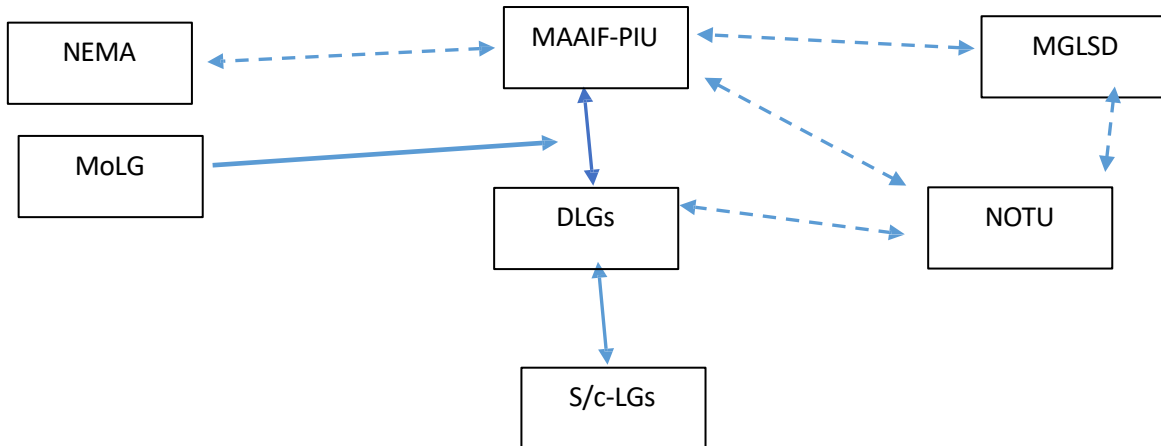 NEMA
MAAIF-PIU
MGLSD
MoLG
DLGs
NOTU
S/c-LGs